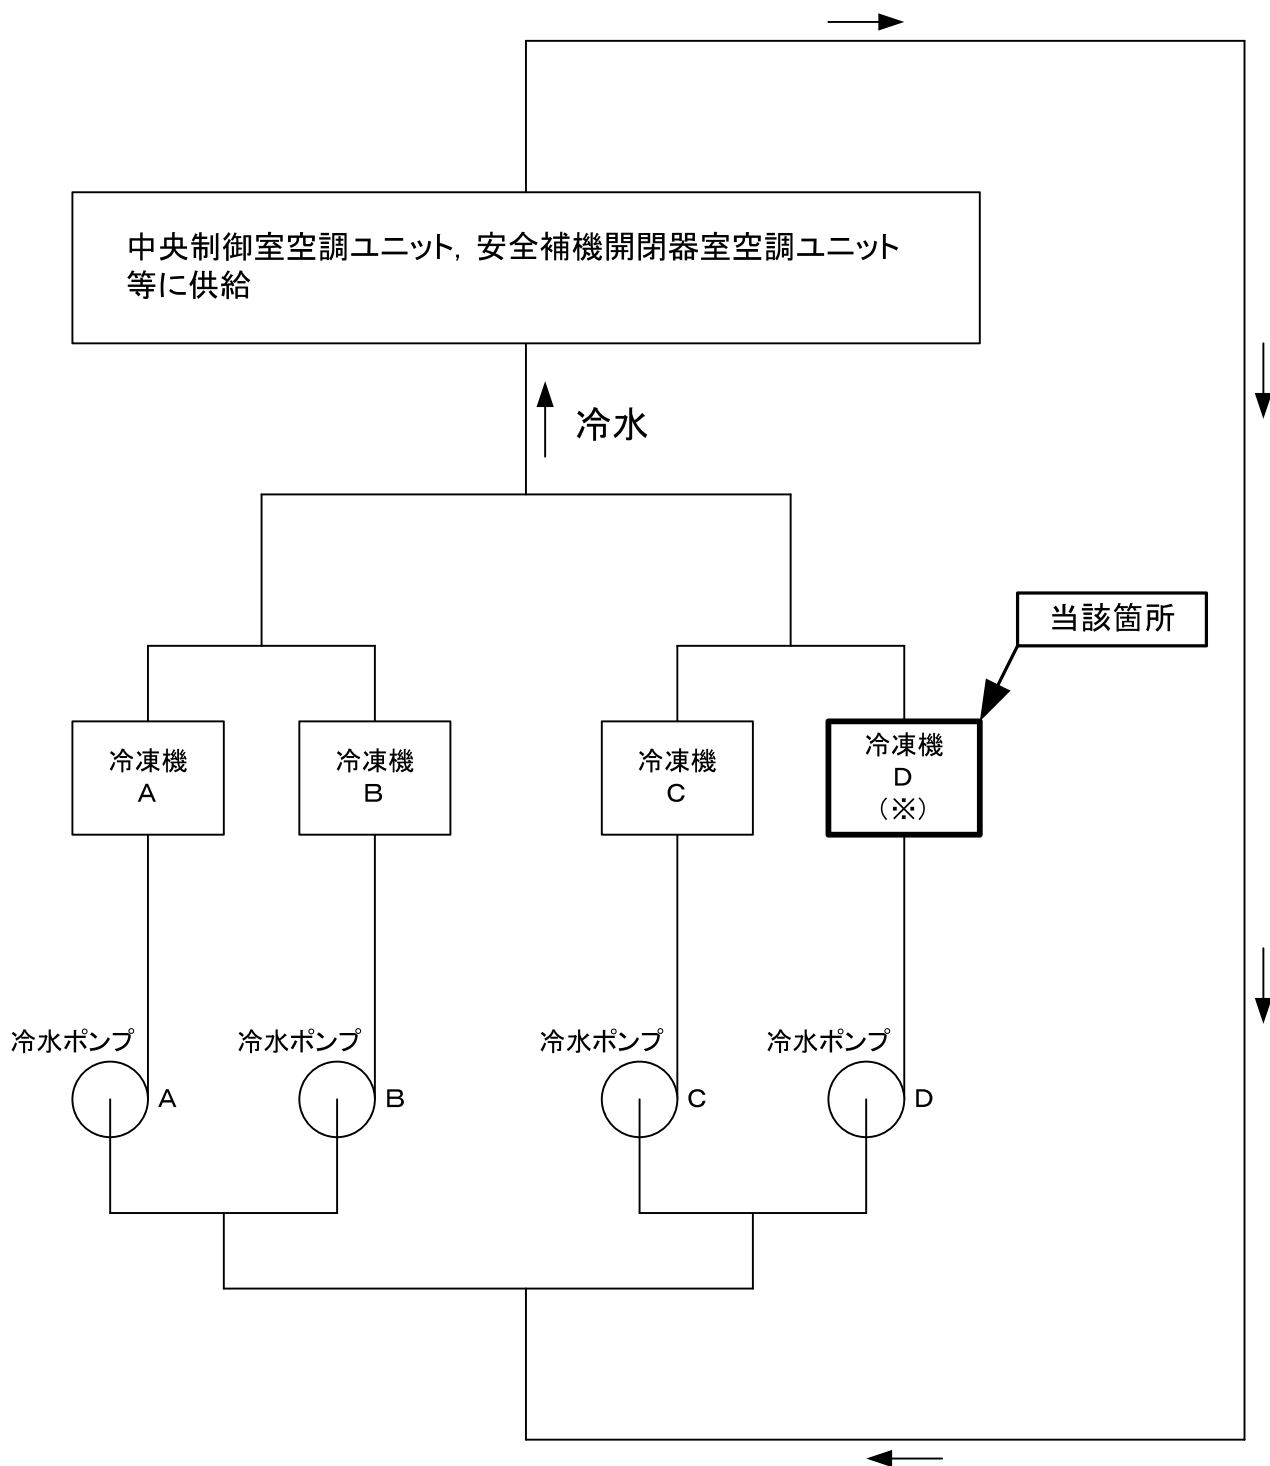 中央制御室空調ユニット，安全補機開閉器室空調ユニット
等に供給
冷水
当該箇所
冷凍機
A
冷凍機
B
冷凍機
C
冷凍機
D
（※）
冷水ポンプ
A
冷水ポンプ
B
冷水ポンプ
C
冷水ポンプ
D